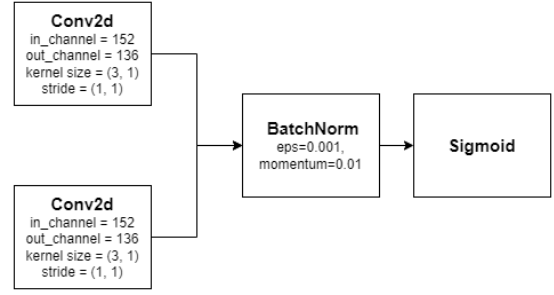 Conv2d
in_channel = 152
out_channel = 136
kernel size = (3, 1)
stride = (1, 1)
BatchNorm
eps=0.001,
momentum=0.01
Sigmoid
Conv2d
in_channel = 152
out_channel = 136
kernel size = (3, 1)
stride = (1, 1)